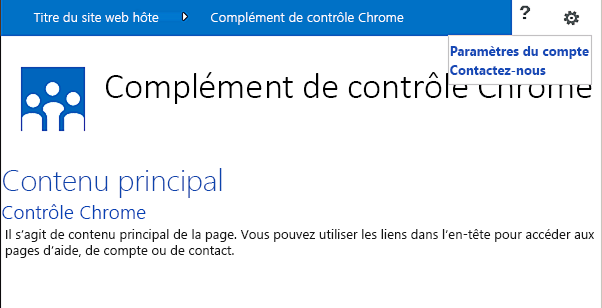 Titre du site web hôte Complément de contrôle Chrome ?
Paramètres du compte
Contactez-nous
Complément de contrôle Chrome
Contenu principal
Contrôle Chrome
Il s’agit de contenu principal de la page. Vous pouvez utiliser les liens dans l’en-tête pour accéder aux
pages d’aide, de compte ou de contact.